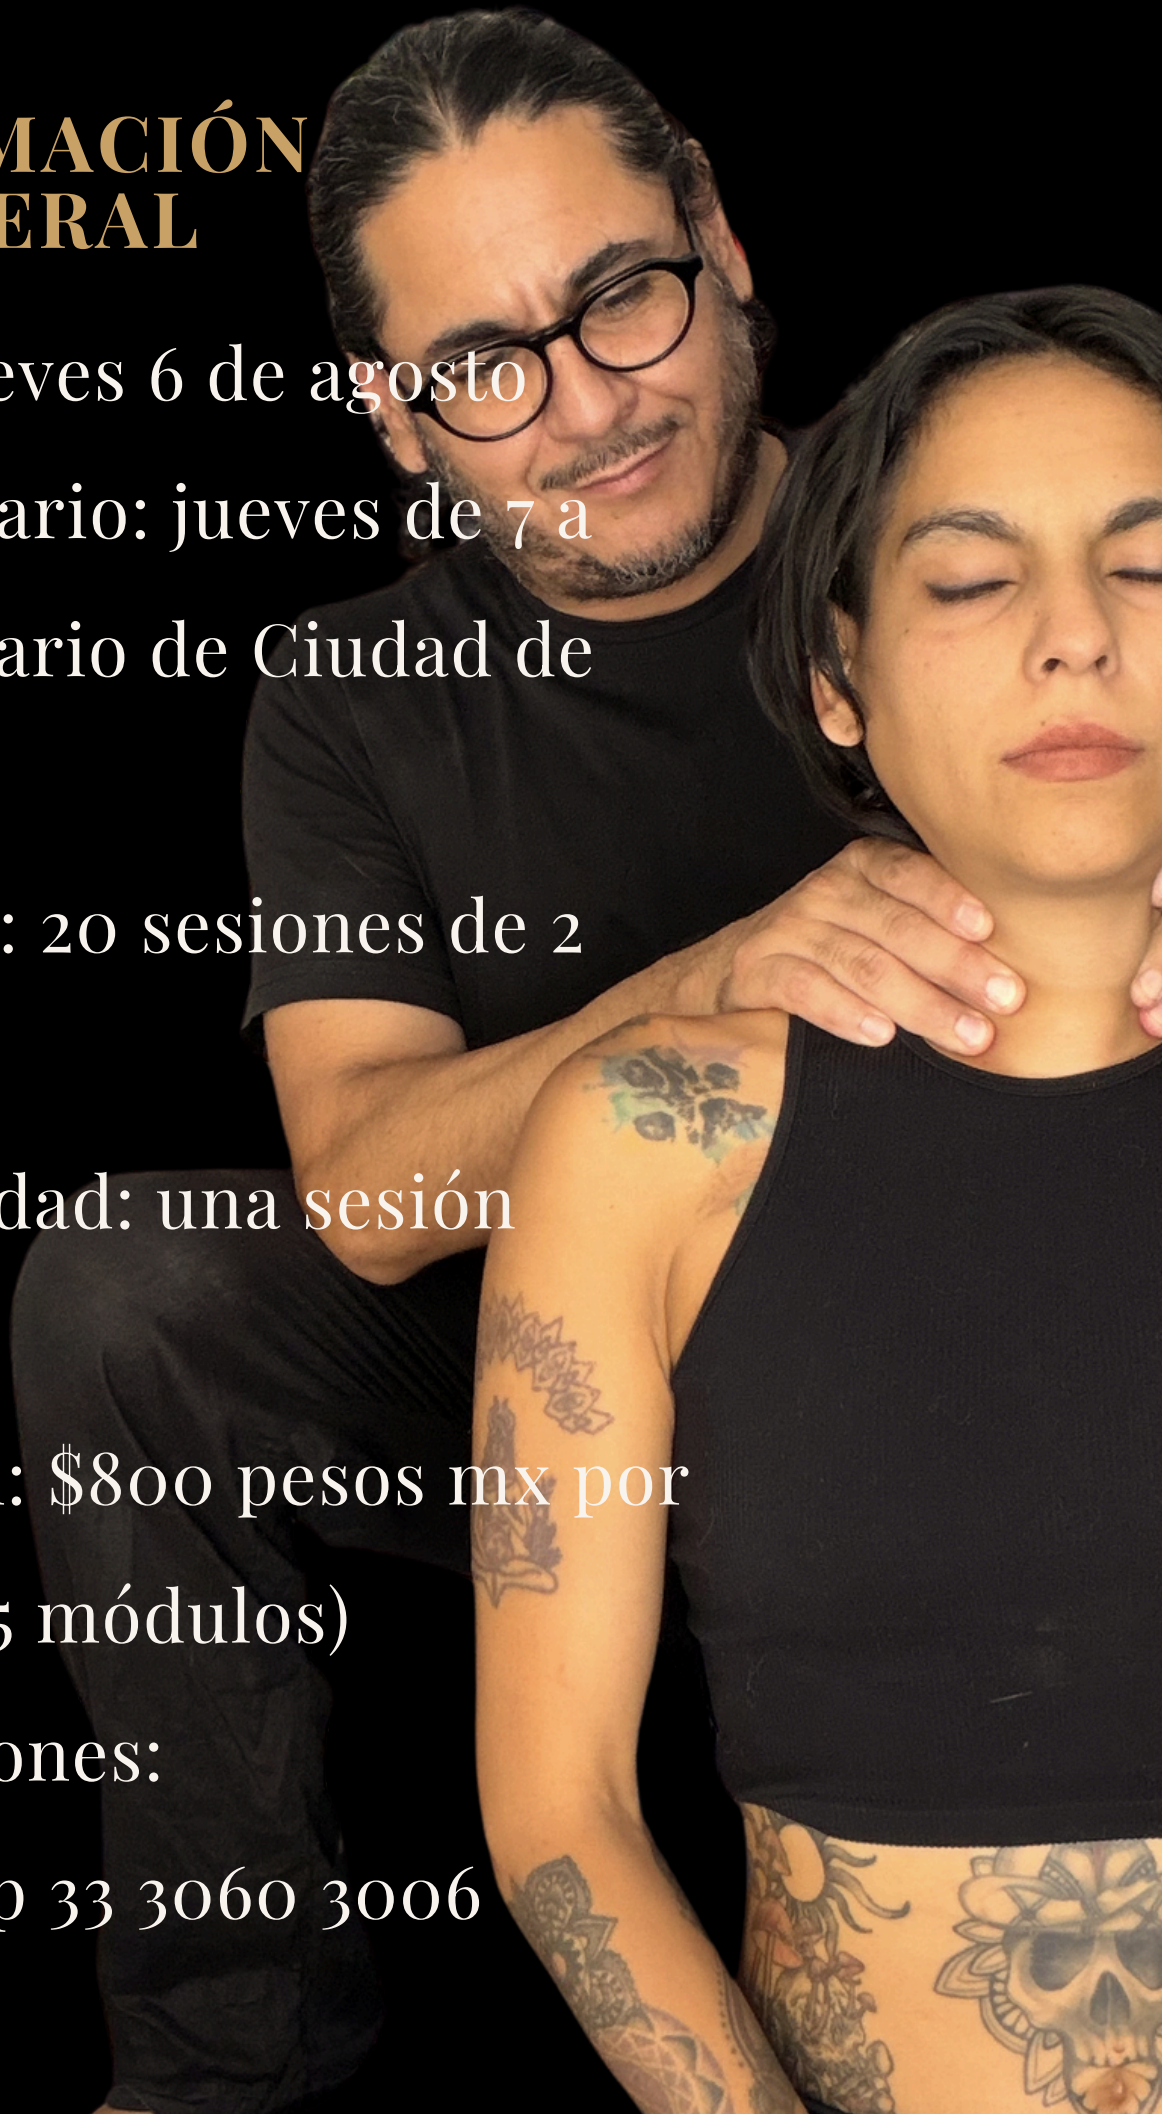 MACIÓN
ERAL
eves 6 de agosto
ario: jueves de 7 a
ario de Ciudad de
: 20 sesiones de 2
dad: una sesión
: $800 pesos mx por
5 módulos)
ones:
p 33 3060 3006